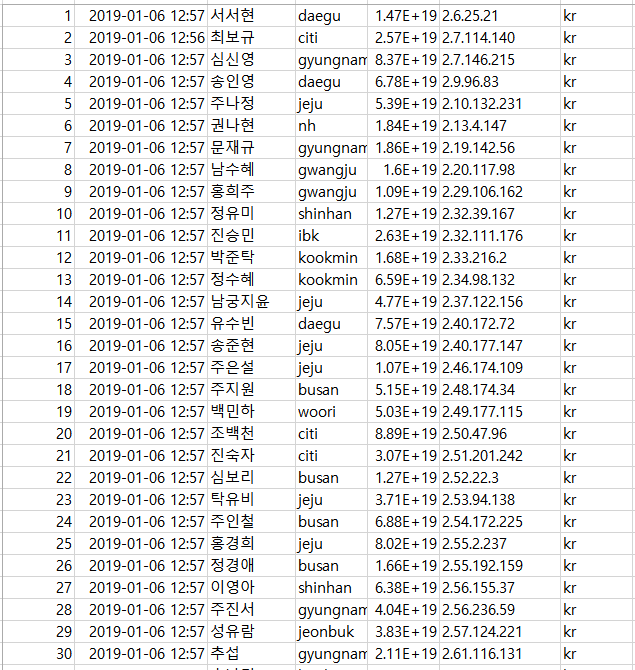 1 2019-01-06 12:57 서서현 daegu 1.47E+19 2.6.25.21 kr
2 2019-01-06 12:56 최보규 citi 2.57E+19 2.7.114.140 kr
3 2019-01-06 12:57 심신영 gyungnam 8.37E+19 2.7.146.215 kr
4 2019-01-06 12:57 송인영 daegu 6.78E+19 2.9.96.83 kr
5 2019-01-06 12:57 주나정 jeju 5.39E+19 2.10.132.231 kr
6 2019-01-06 12:57 권나현 nh 1.84E+19 2.13.4.147 kr
7 2019-01-06 12:57 문재규 gyungnam 1.86E+19 2.19.142.56 kr
8 2019-01-06 12:57 남수혜 gwangju 1.6E+19 2.20.117.98 kr
9 2019-01-06 12:57 홍희주 gwangju 1.09E+19 2.29.106.162 kr
10 2019-01-06 12:57 정유미 shinhan 1.27E+19 2.32.39.167 kr
11 2019-01-06 12:57 진승민 ibk 2.63E+19 2.32.111.176 kr
12 2019-01-06 12:57 박준탁 kookmin 1.68E+19 2.33.216.2 kr
13 2019-01-06 12:57 정수혜 kookmin 6.59E+19 2.34.98.132 kr
14 2019-01-06 12:57 남궁지윤 jeju 4.77E+19 2.37.122.156 kr
15 2019-01-06 12:57 유수빈 daegu 7.57E+19 2.40.172.72 kr
16 2019-01-06 12:57 송준현 jeju 8.05E+19 2.40.177.147 kr
17 2019-01-06 12:57 주은설 jeju 1.07E+19 2.46.174.109 kr
18 2019-01-06 12:57 주지원 busan 5.15E+19 2.48.174.34 kr
19 2019-01-06 12:57 백민하 woori 5.03E+19 2.49.177.115 kr
20 2019-01-06 12:57 조백천 citi 8.89E+19 2.50.47.96 kr
21 2019-01-06 12:57 진숙자 citi 3.07E+19 2.51.201.242 kr
22 2019-01-06 12:57 심보리 busan 1.27E+19 2.52.22.3 kr
23 2019-01-06 12:57 탁유비 jeju 3.71E+19 2.53.94.138 kr
24 2019-01-06 12:57 주인철 busan 6.88E+19 2.54.172.225 kr
25 2019-01-06 12:57 홍경희 jeju 8.02E+19 2.55.2.237 kr
26 2019-01-06 12:57 정경애 busan 1.66E+19 2.55.192.159 kr
27 2019-01-06 12:57 이영아 shinhan 6.38E+19 2.56.155.37 kr
28 2019-01-06 12:57 주진서 gyungnam 4.04E+19 2.56.236.59 kr
29 2019-01-06 12:57 성유람 jeonbuk 3.83E+19 2.57.124.221 kr
30 2019-01-06 12:57 추섭 gyungnam 2.11E+19 2.61.116.131 kr